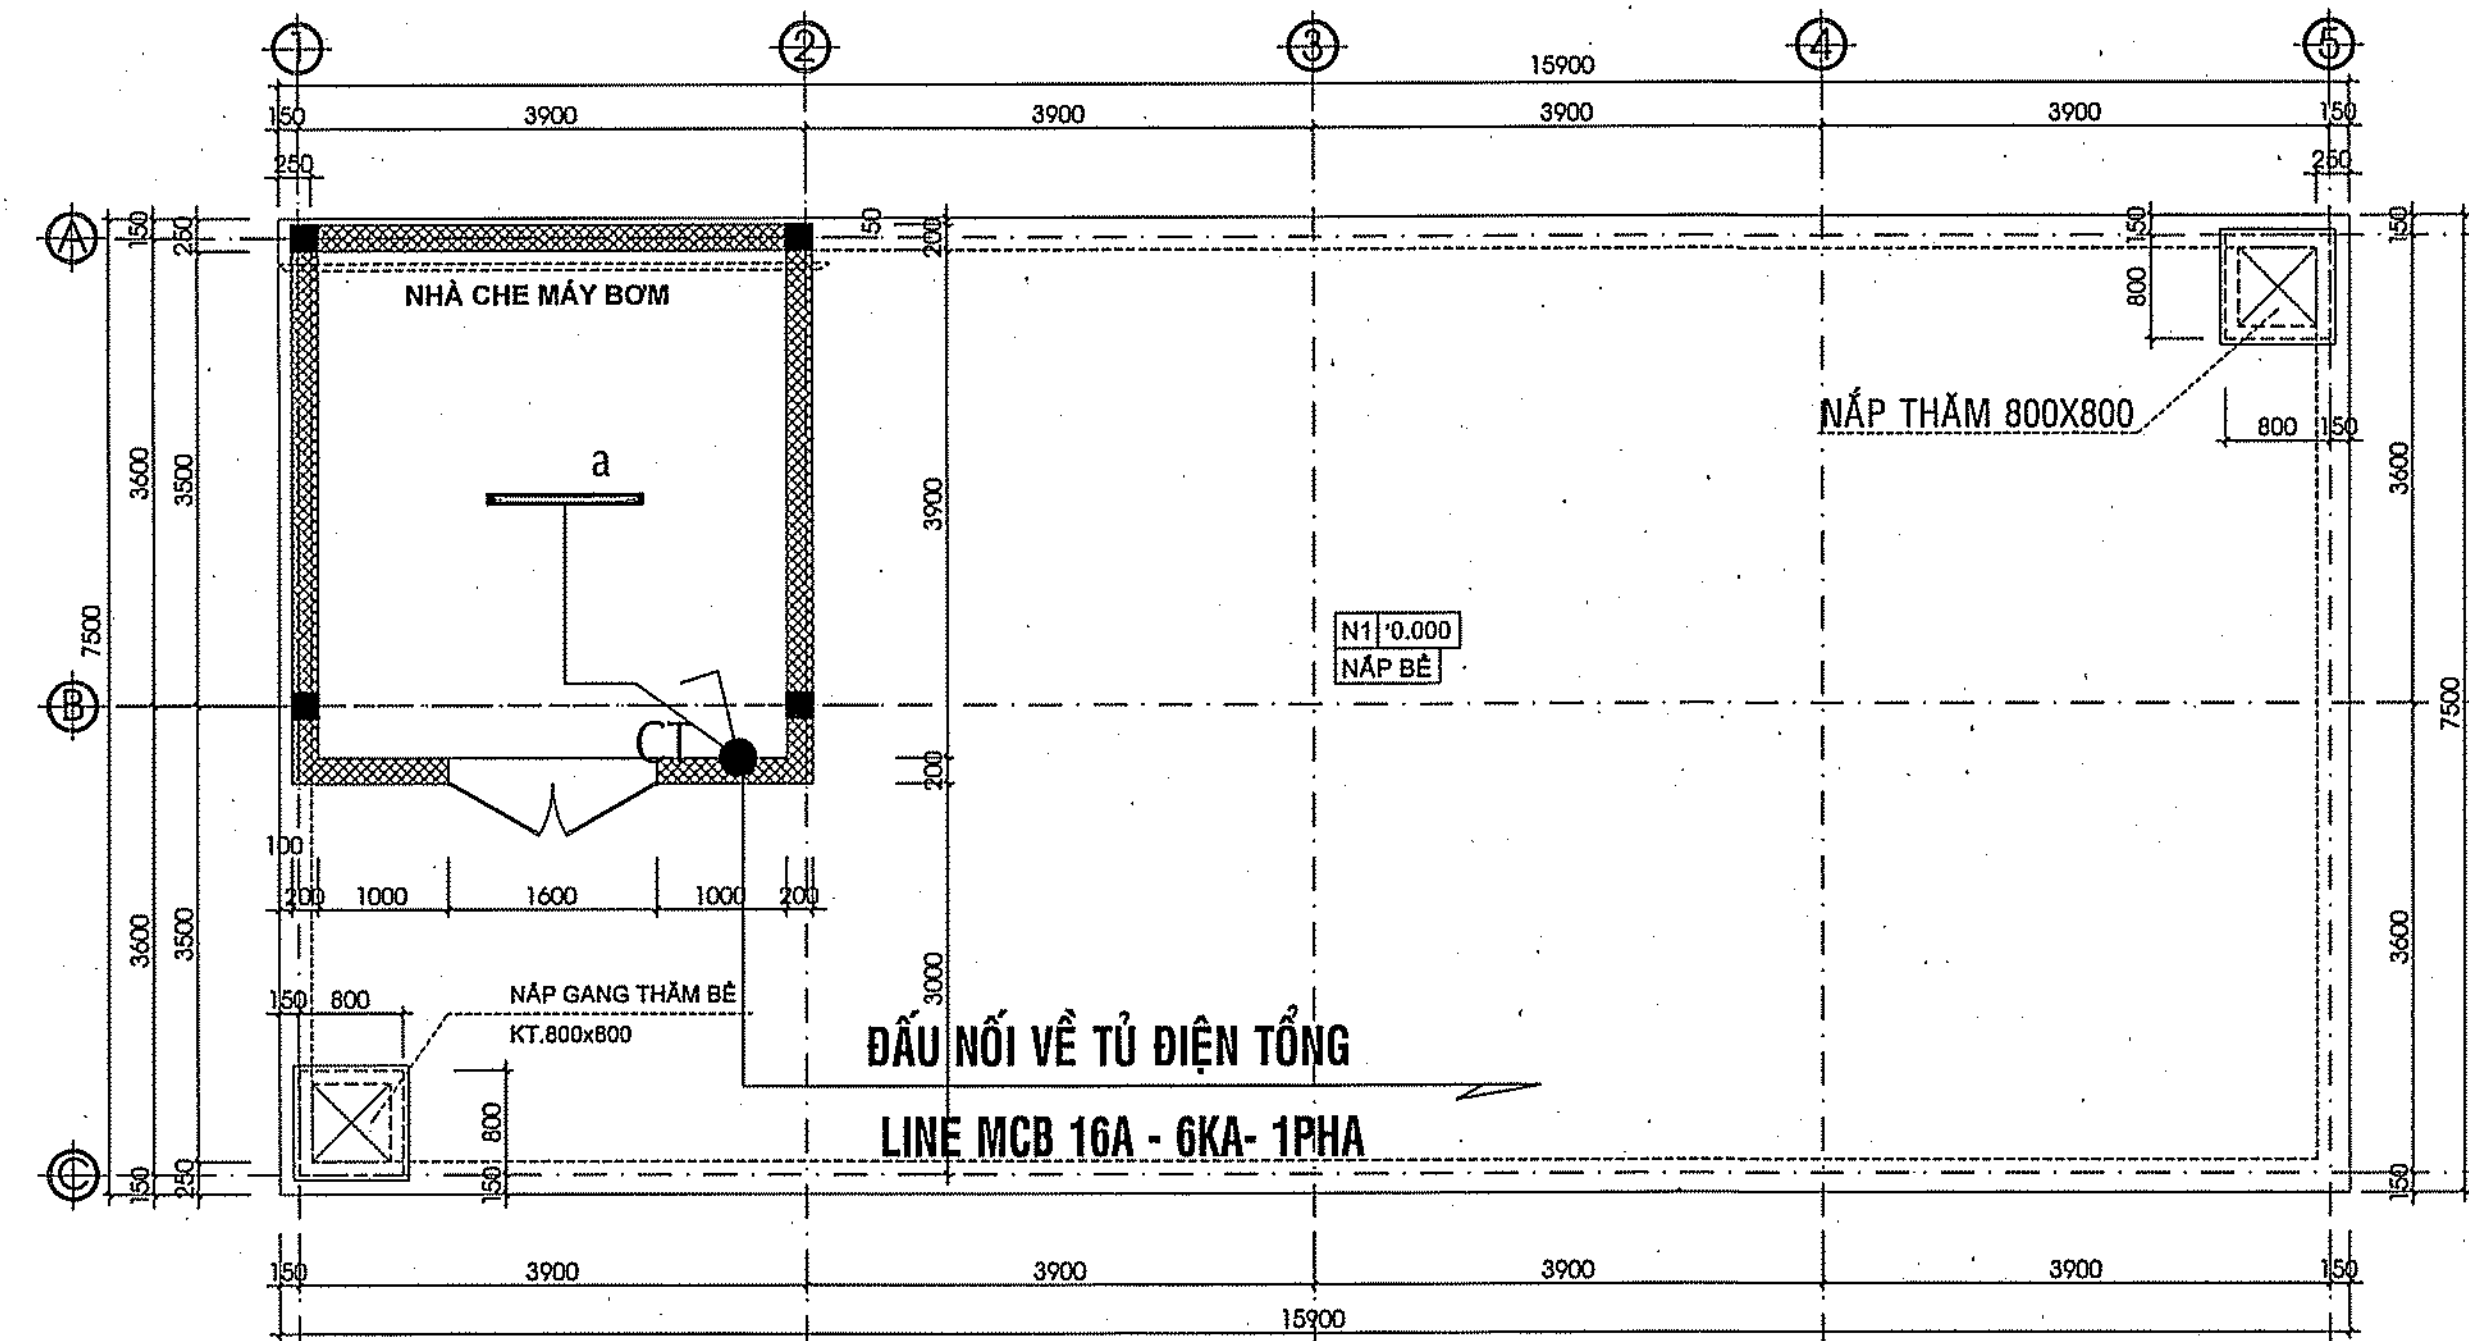 1 2 3 4 5
15900
150 3900 3900 3900 3900 150
250 250
A 150 250 50 200 150 150
NHÀ CHE MÁY BƠM
800
NẮP THĂM 800X800
800 150
a
3600 3500 3900 3600
N1 0.000
NẮP BỂ
7500 7500
B
CT
200
100
200 1000 1600 1000 200
3600 3500 3000 3600
150 800
NẮP GANG THĂM BỂ
KT.800x800
ĐẤU NỐI VỀ TỦ ĐIỆN TỔNG
800
LINE MCB 16A - 6KA- 1PHA
C 150 250 150 150
150 3900 3900 3900 3900 150
15900